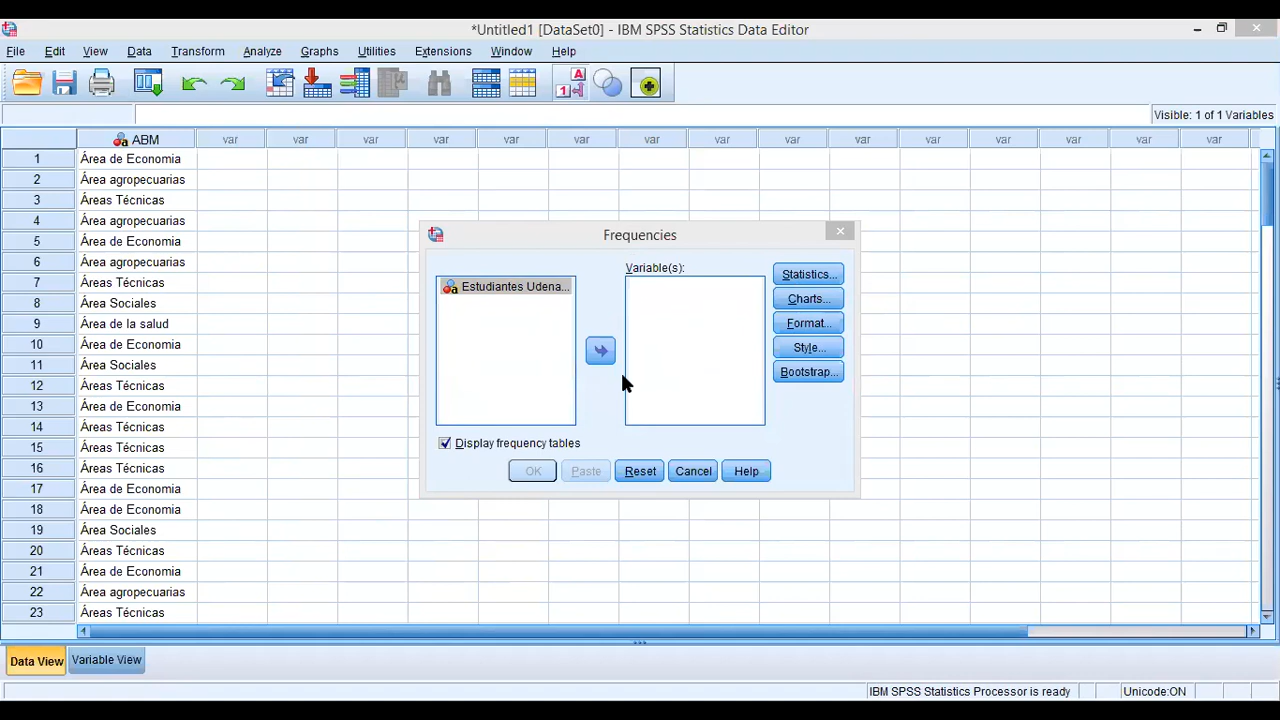 *Untitled1 [DataSet0] - IBM SPSS Statistics Data Editor
File Edit View Data Transform Analyze Graphs Utilities Extensions Window Help
A
1
Visible: 1 of 1 Variables
a ABM var var var var var var var var var var var var var var var
1 Área de Economia
2 Área agropecuarias
3 Áreas Técnicas
4 Área agropecuarias
5 Área de Economia
6 Área agropecuarias
7 Áreas Técnicas
8 Área Sociales
9 Área de la salud
10 Área de Economia
11 Área Sociales
12 Áreas Técnicas
13 Área de Economia
14 Áreas Técnicas
15 Áreas Técnicas
16 Áreas Técnicas
17 Área de Economia
18 Área de Economia
19 Área Sociales
20 Áreas Técnicas
21 Área de Economia
22 Área agropecuarias
23 Áreas Técnicas
Frequencies
Variable(s):
a Estudiantes Udena...
Statistics...
Charts...
Format...
Style...
Bootstrap...
Display frequency tables
OK Paste Reset Cancel Help
Data View Variable View
IBM SPSS Statistics Processor is ready Unicode:ON